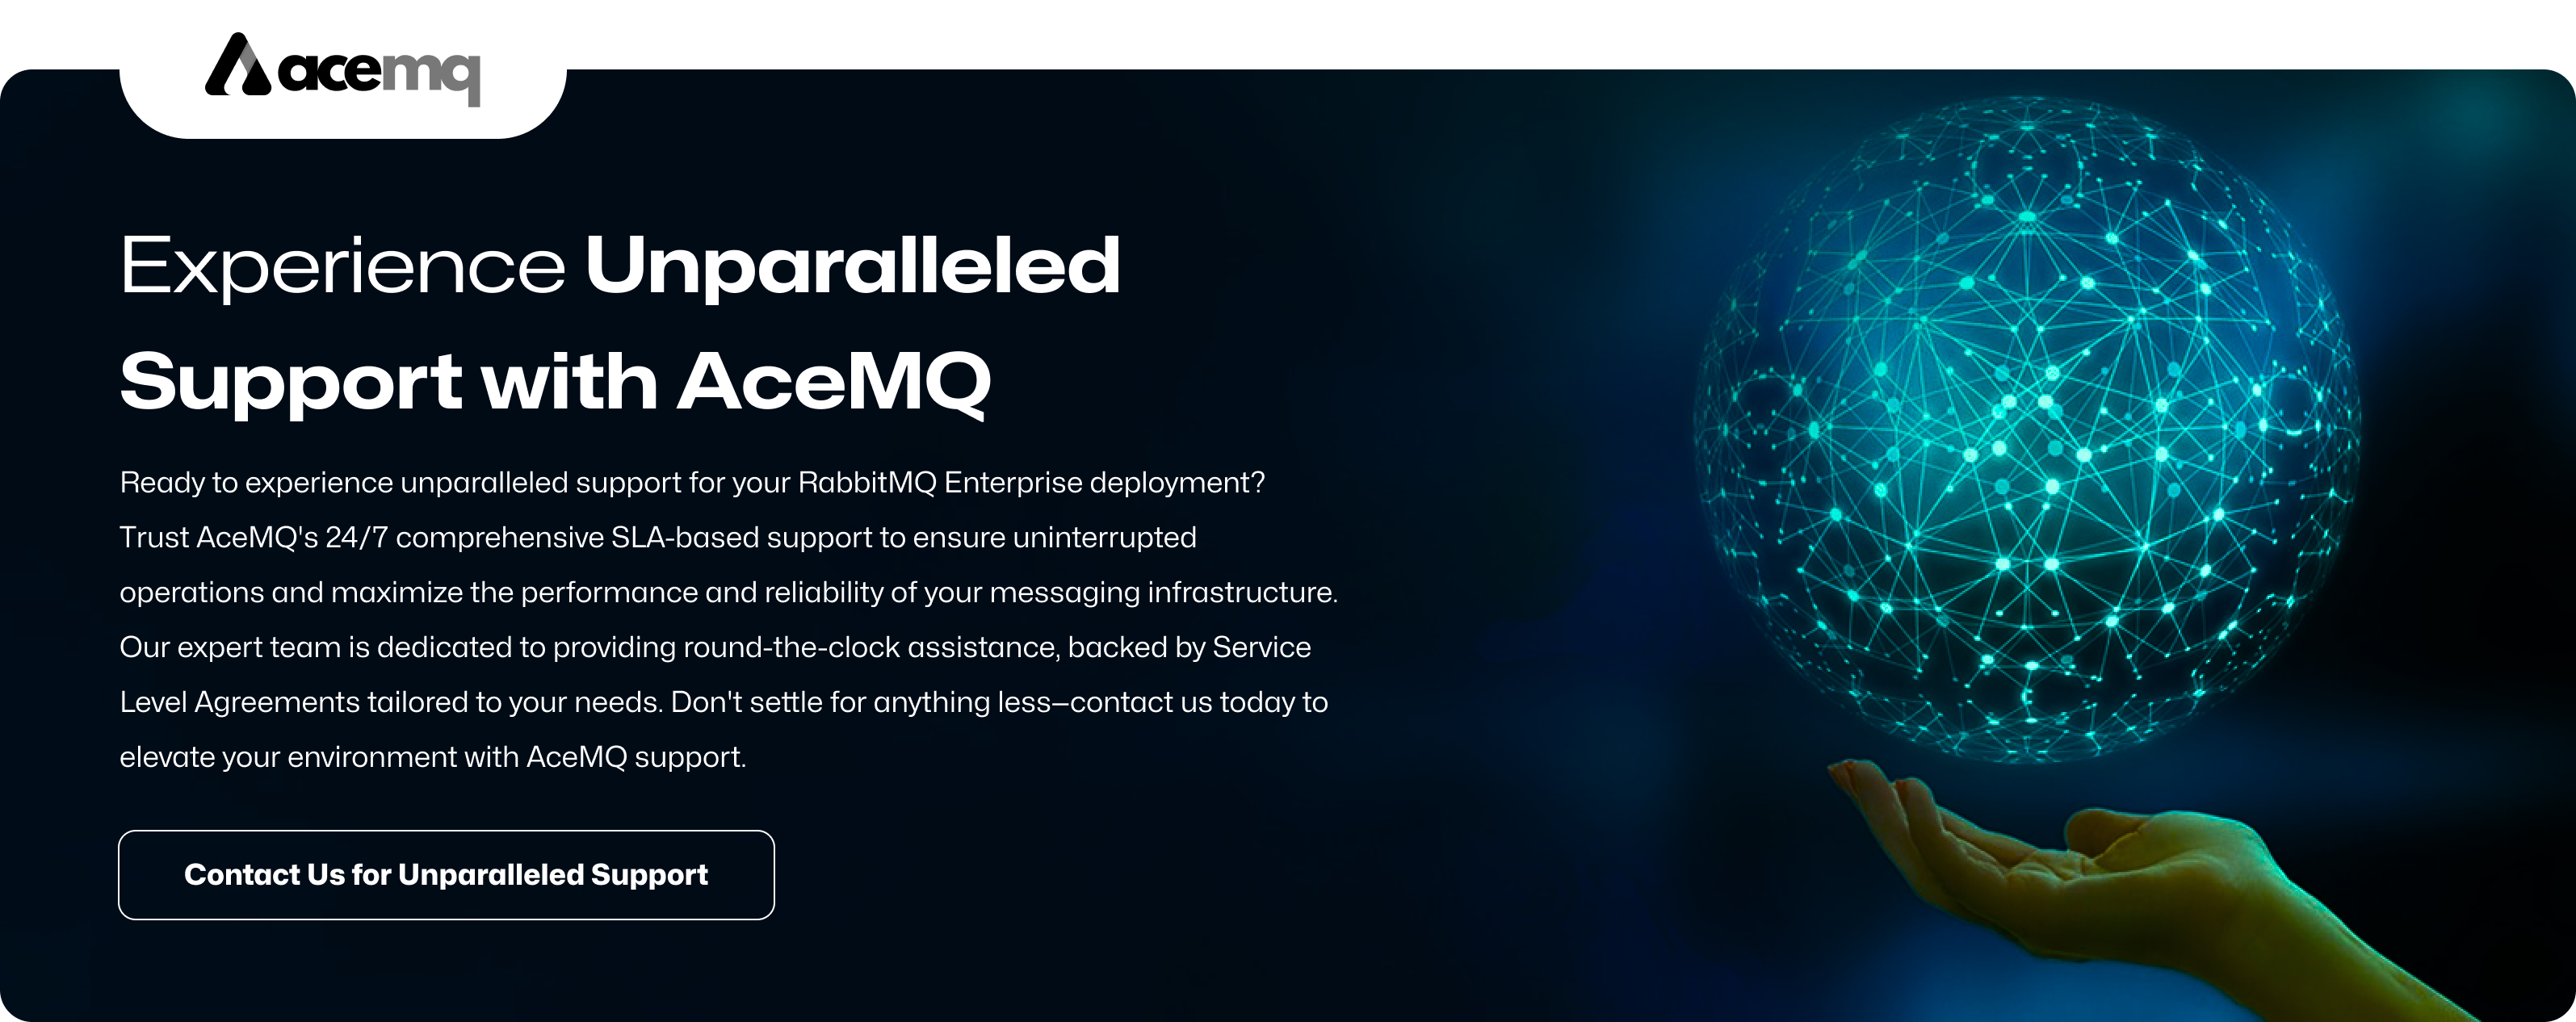 acemq
Experience Unparalleled
Support with AceMQ
Ready to experience unparalleled support for your RabbitMQ Enterprise deployment?
Trust AceMQ's 24/7 comprehensive SLA-based support to ensure uninterrupted
operations and maximize the performance and reliability of your messaging infrastructure.
Our expert team is dedicated to providing round-the-clock assistance, backed by Service
Level Agreements tailored to your needs. Don't settle for anything less—contact us today to
elevate your environment with AceMQ support.
Contact Us for Unparalleled Support